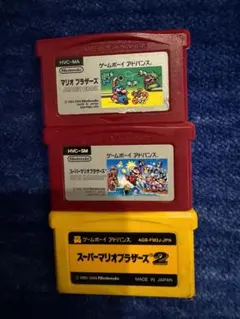 HVC-MA
Nintendo
ゲームボーイ アドバンス
マリオブラザーズ
HVC-SM
Nintendo
ゲームボーイ アドバンス
スーパーマリオブラザーズ
ゲームボーイ アドバンス
AGB-FM2J-JPN
スーパーマリオブラザーズ2
MADE IN JAPAN